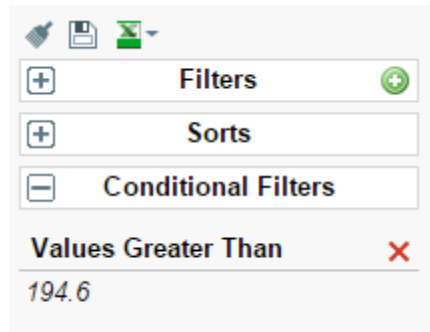 Filters
Sorts
Conditional Filters
Values Greater Than
194.6